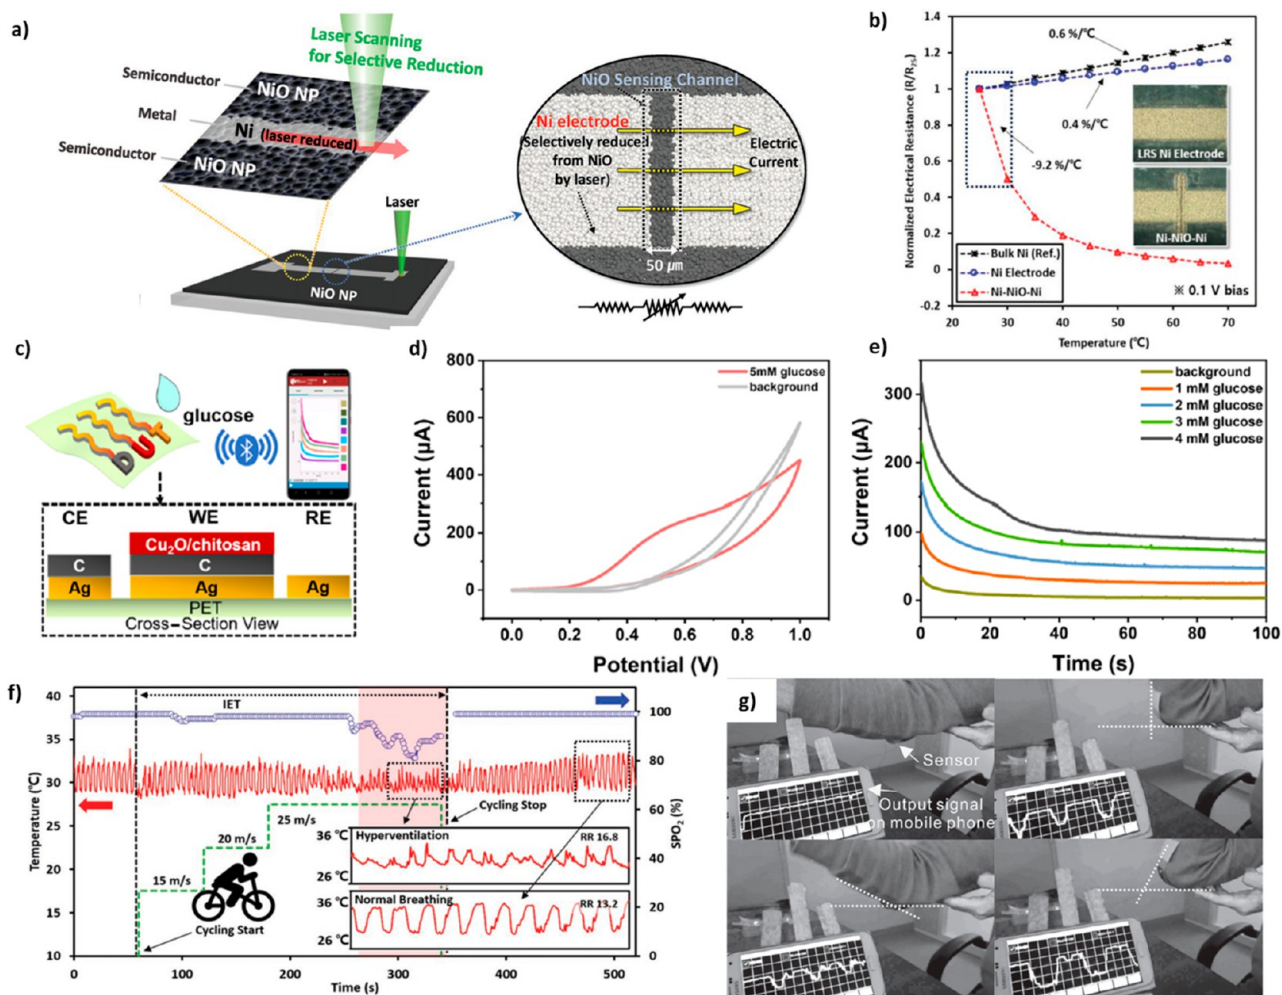 a)
Laser Scanning
for Selective Reduction
Semiconductor
NiO NP
Metal
Ni (laser reduced)
Semiconductor
NiO NP
Laser
NiO NP
NiO Sensing Channel
Ni electrode
(Selectively reduced
from NiO
by laser)
Electric
Current
50 μm
b)
Normalized Electrical Resistance (R/R25)
1.4
1.2
1.0
0.8
0.6
0.4
0.2
0
-0.2
0.6 %/°C
0.4 %/°C
-9.2 %/°C
LRS Ni Electrode
Ni-NiO-Ni
Bulk Ni (Ref.)
Ni Electrode
Ni-NiO-Ni
※ 0.1 V bias
20 30 40 50 60 70
Temperature (°C)
c)
glucose
CE WE RE
Cu2O/chitosan
C C
Ag Ag Ag
PET
Cross-Section View
d)
Current (μA)
800
600
400
200
0
5mM glucose
background
0.0 0.2 0.4 0.6 0.8 1.0
Potential (V)
e)
Current (μA)
300
200
100
0
background
1 mM glucose
2 mM glucose
3 mM glucose
4 mM glucose
0 20 40 60 80 100
Time (s)
f)
Temperature (°C)
40
35
30
25
20
15
10
IET
100
80
60
40
20
0
SPO2 (%)
Cycling Stop
25 m/s
20 m/s
15 m/s
Cycling Start
36 °C
Hyperventilation
RR 16.8
26 °C
36 °C
Normal Breathing
RR 13.2
26 °C
0 100 200 300 400 500
Time (s)
g)
Sensor
Output signal
on mobile phone